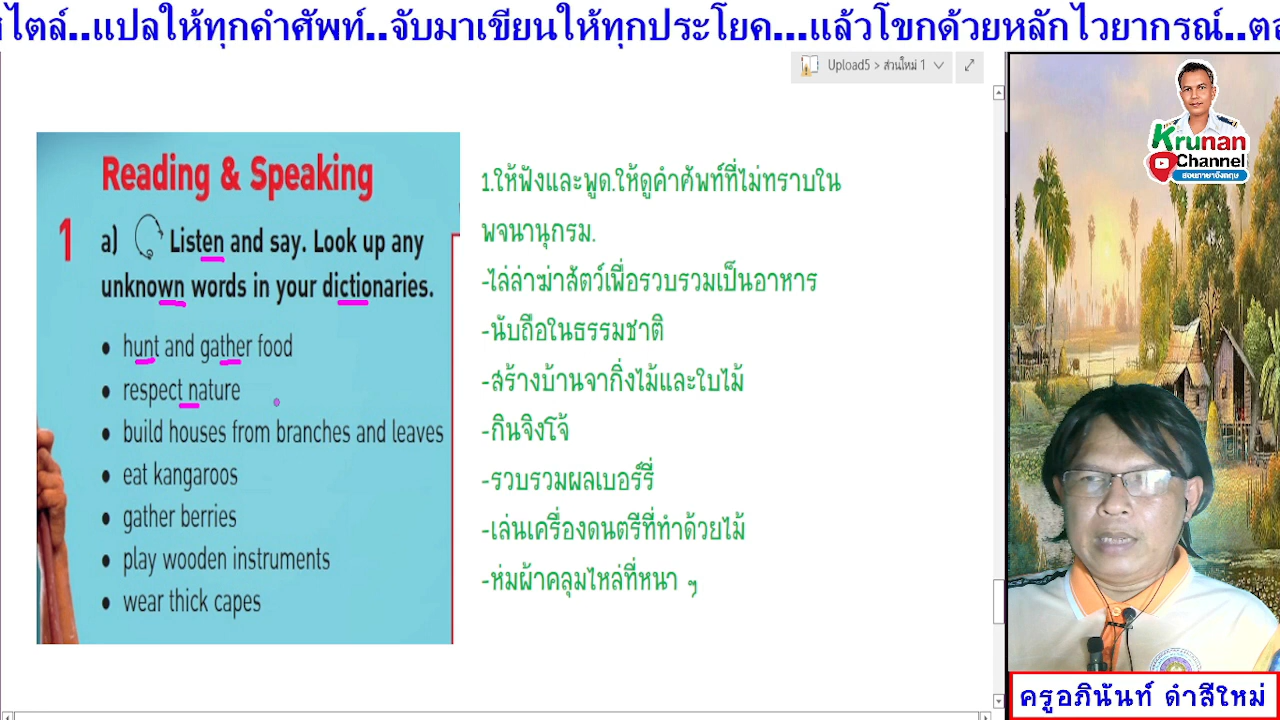 ไตล์..แปลให้ทุกคำศัพท์..จับมาเขียนให้ทุกประโยค...แล้วโขกด้วยหลักไวยากรณ์..ตล
Upload5 > ส่วนใหม่ 1
Krunan
Channel
สอนภาษาอังกฤษ
Reading & Speaking
1 a) Listen and say. Look up any
unknown words in your dictionaries.
• hunt and gather food
• respect nature
• build houses from branches and leaves
• eat kangaroos
• gather berries
• play wooden instruments
• wear thick capes
1.ให้ฟังและพูด.ให้ดูคำศัพท์ที่ไม่ทราบใน
พจนานุกรม.
-ไล่ล่าฆ่าสัตว์เพื่อรวบรวมเป็นอาหาร
-นับถือในธรรมชาติ
-สร้างบ้านจากิ่งไม้และใบไม้
-กินจิงโจ้
-รวบรวมผลเบอร์รี่
-เล่นเครื่องดนตรีที่ทำด้วยไม้
-ห่มผ้าคลุมไหล่ที่หนา ๆ
ครูอภินันท์ ดำสีใหม่